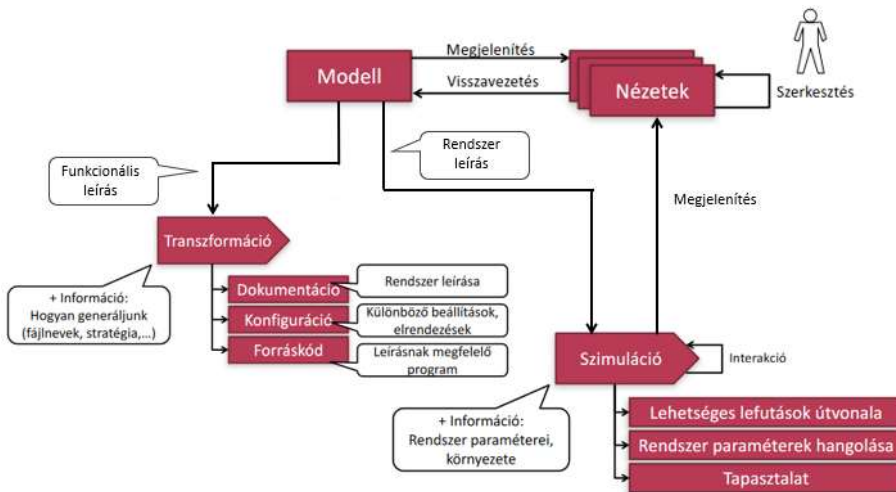 Megjelenítés
Modell
Visszavezetés
Nézetek
Szerkesztés
Funkcionális
leírás
Rendszer
leírás
Megjelenítés
Transzformáció
+ Információ:
Hogyan generáljunk
(fájlnevek, stratégia,...)
Dokumentáció
Rendszer leírása
Konfiguráció
Különböző beállítások,
elrendezések
Forráskód
Leírásnak megfelelő
program
Szimuláció
Interakció
+ Információ:
Rendszer paraméterei,
környezete
Lehetséges lefutások útvonala
Rendszer paraméterek hangolása
Tapasztalat